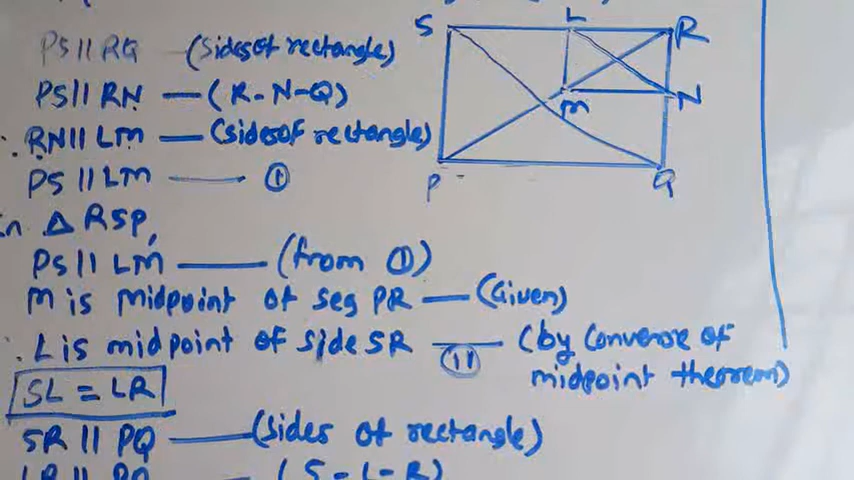 PS || RQ (sides of rectangle)
PS || RN — (R-N-Q)
∴ RN || LM — (sides of rectangle)
PS || LM —— ①
In △ RSP,
PS || LM —— (from ①)
M is midpoint of seg PR — (Given)
∴ L is midpoint of side SR —— (II) (by converse of
midpoint theorem)
SL = LR
SR || PQ —— (sides of rectangle)
LR || PQ — (S-L-R)
S L R
M N
P Q